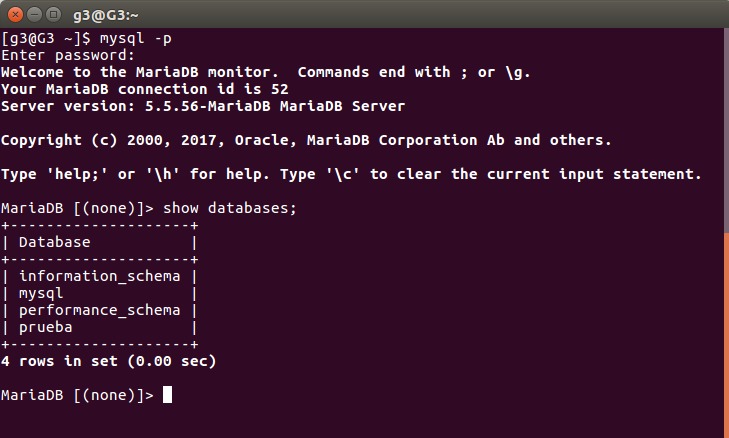 g3@G3:~
[g3@G3 ~]$ mysql -p
Enter password:
Welcome to the MariaDB monitor.  Commands end with ; or \g.
Your MariaDB connection id is 52
Server version: 5.5.56-MariaDB MariaDB Server

Copyright (c) 2000, 2017, Oracle, MariaDB Corporation Ab and others.

Type 'help;' or '\h' for help. Type '\c' to clear the current input statement.

MariaDB [(none)]> show databases;
+--------------------+
| Database           |
+--------------------+
| information_schema |
| mysql              |
| performance_schema |
| prueba             |
+--------------------+
4 rows in set (0.00 sec)

MariaDB [(none)]>